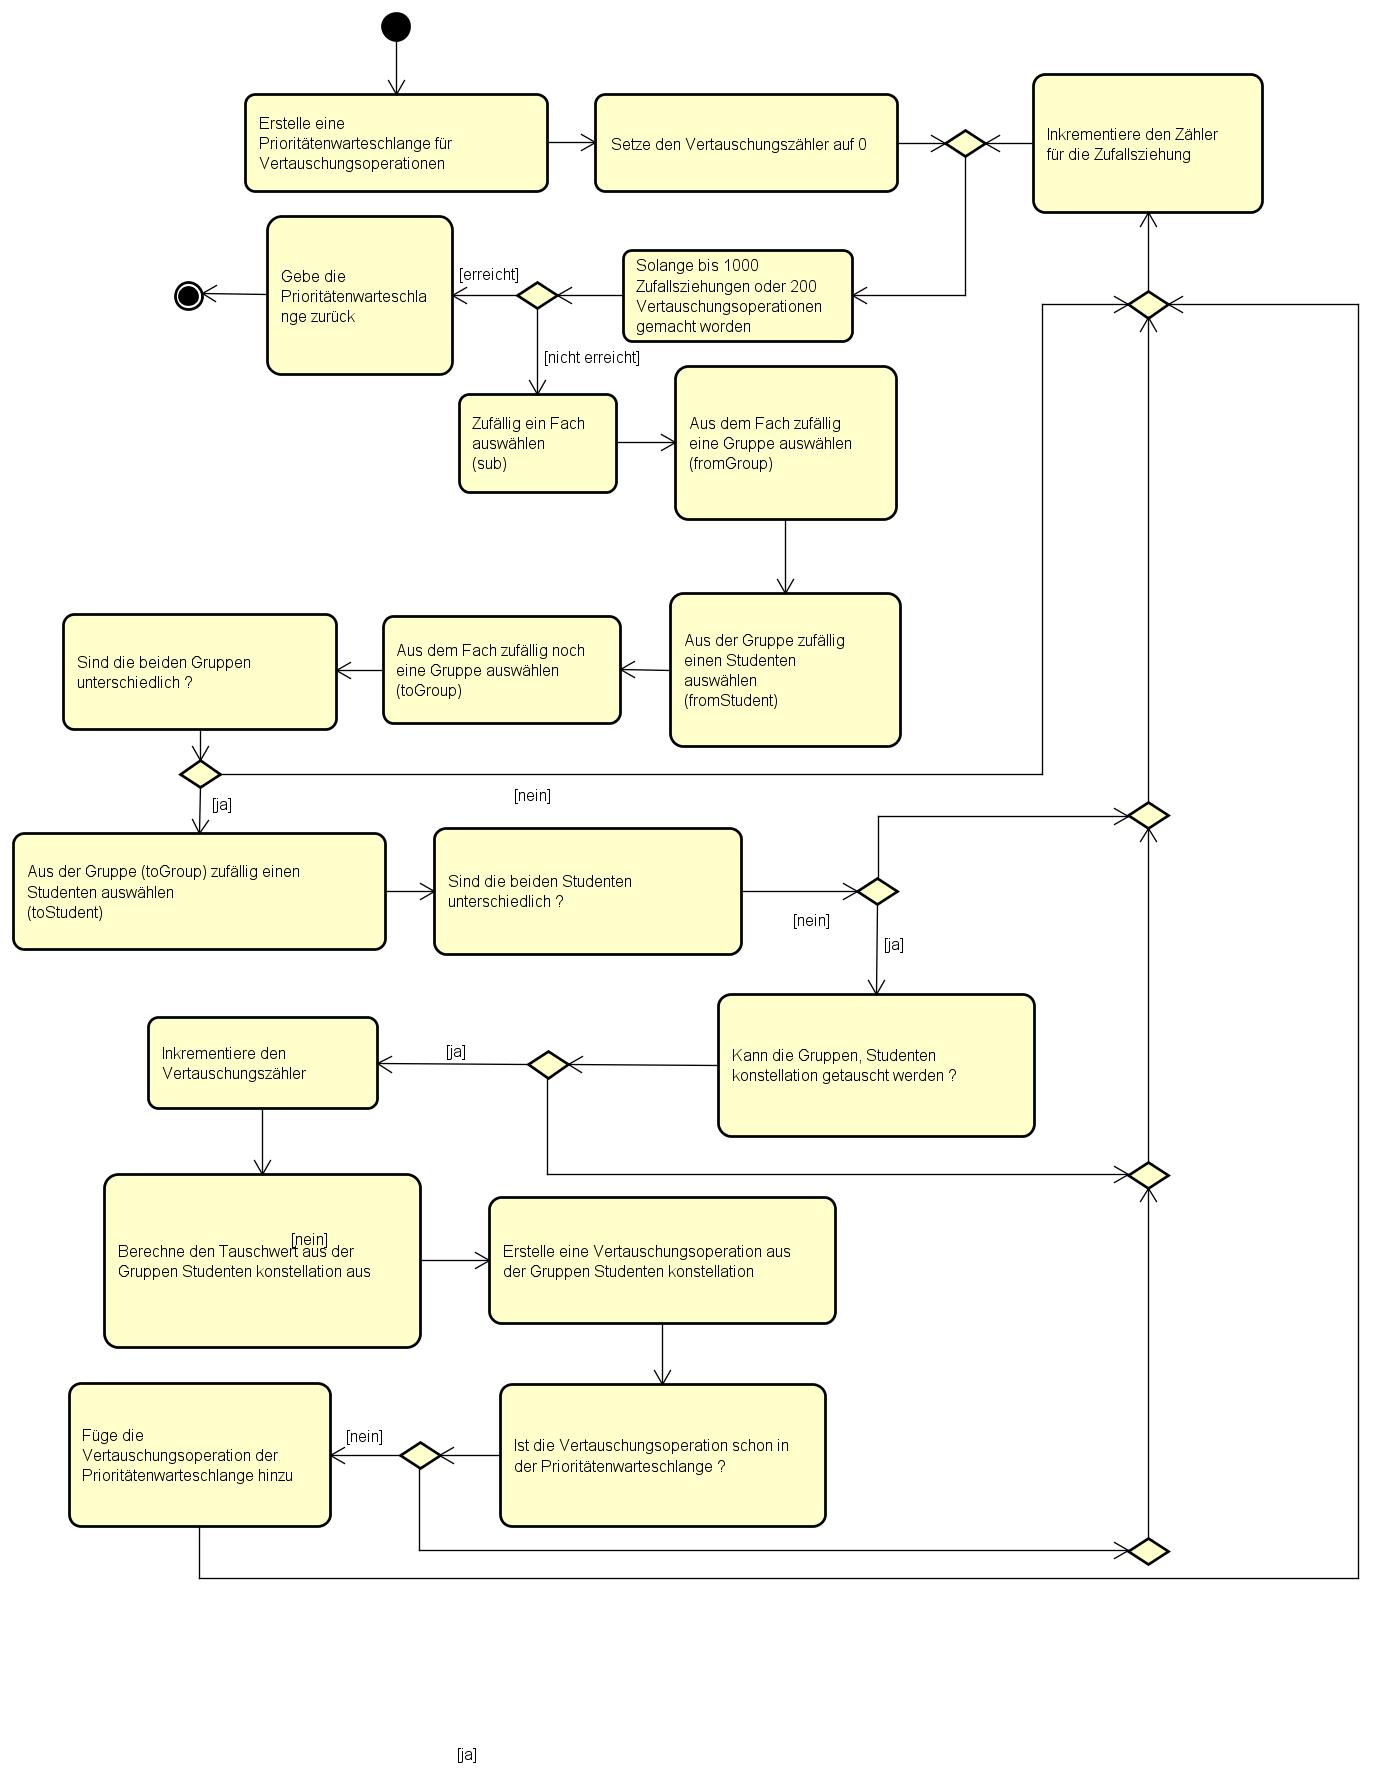 Erstelle eine
Prioritätenwarteschlange für
Vertauschungsoperationen
Setze den Vertauschungszähler auf 0
Inkrementiere den Zähler
für die Zufallsziehung
Gebe die
Prioritätenwarteschla
nge zurück
[erreicht]
Solange bis 1000
Zufallsziehungen oder 200
Vertauschungsoperationen
gemacht worden
[nicht erreicht]
Zufällig ein Fach
auswählen
(sub)
Aus dem Fach zufällig
eine Gruppe auswählen
(fromGroup)
Aus der Gruppe zufällig
einen Studenten
auswählen
(fromStudent)
Aus dem Fach zufällig noch
eine Gruppe auswählen
(toGroup)
Sind die beiden Gruppen
unterschiedlich ?
[nein]
[ja]
Aus der Gruppe (toGroup) zufällig einen
Studenten auswählen
(toStudent)
Sind die beiden Studenten
unterschiedlich ?
[nein]
[ja]
Kann die Gruppen, Studenten
konstellation getauscht werden ?
[ja]
Inkrementiere den
Vertauschungszähler
[nein]
Berechne den Tauschwert aus der
Gruppen Studenten konstellation aus
Erstelle eine Vertauschungsoperation aus
der Gruppen Studenten konstellation
Ist die Vertauschungsoperation schon in
der Prioritätenwarteschlange ?
[nein]
Füge die
Vertauschungsoperation der
Prioritätenwarteschlange hinzu
[ja]